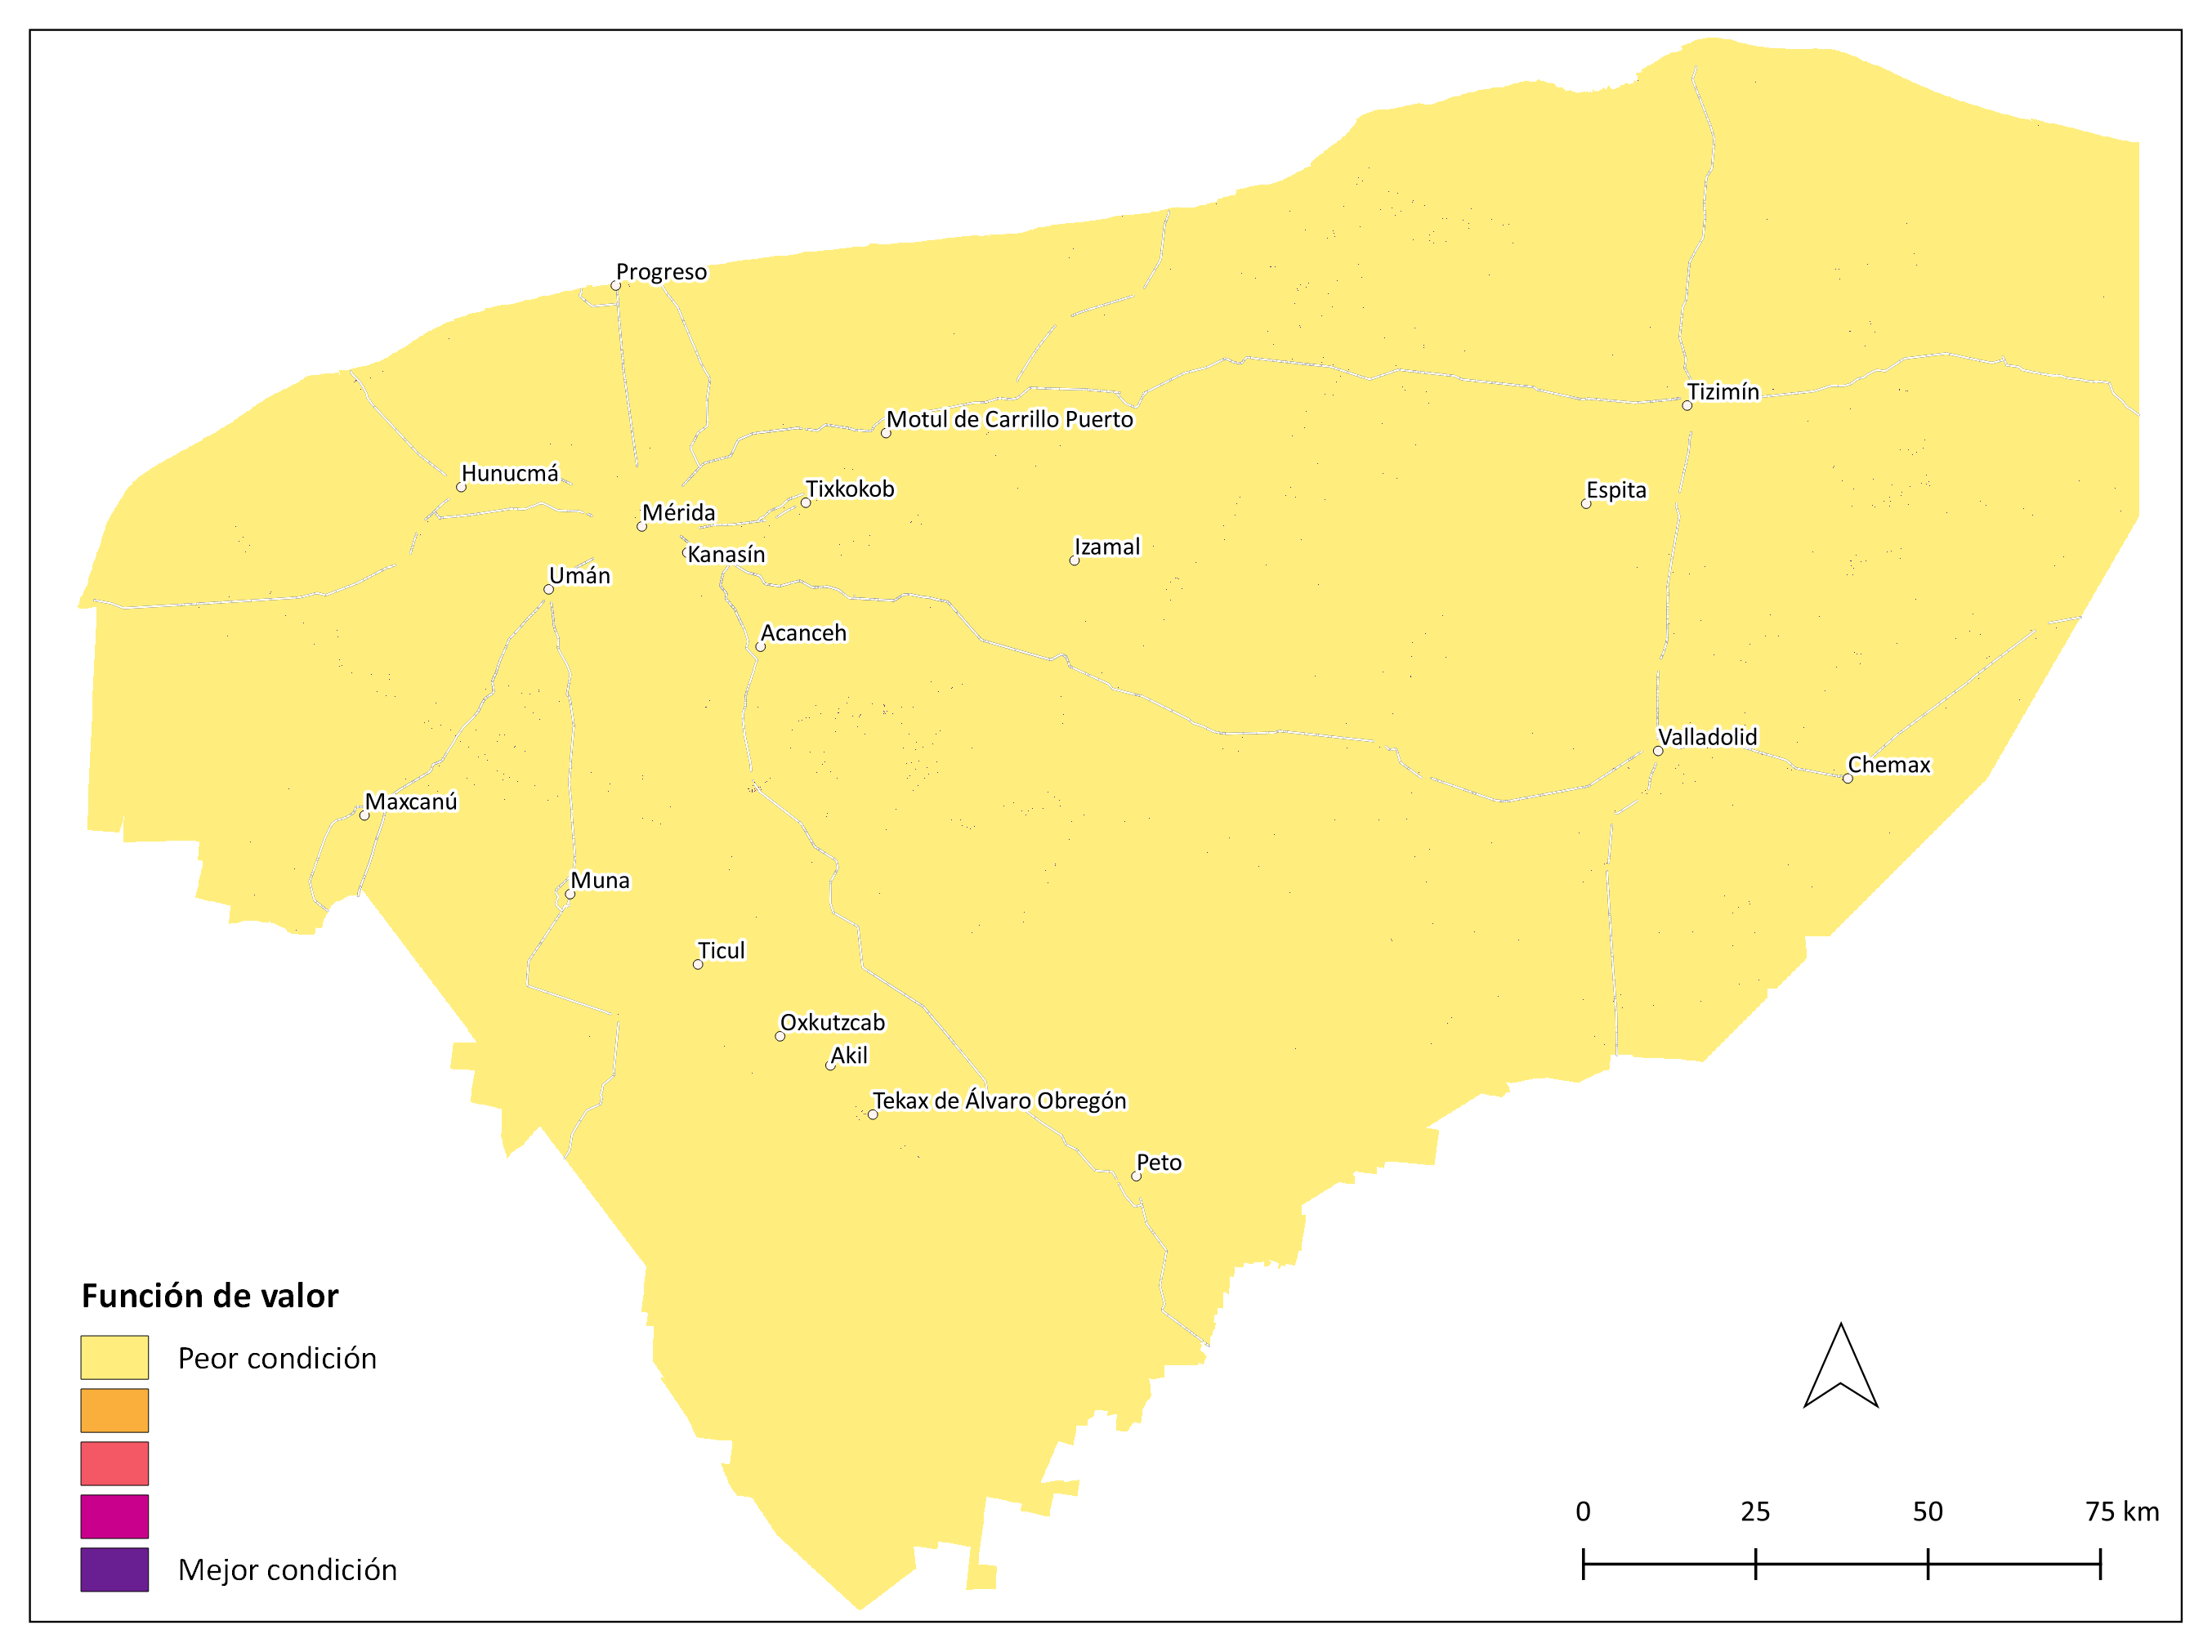 Progreso
Tizimín
Motul de Carrillo Puerto
Hunucmá
Tixkokob
Espita
Mérida
Kanasín
Izamal
Umán
Acanceh
Valladolid
Chemax
Maxcanú
Muna
Ticul
Oxkutzcab
Akil
Tekax de Álvaro Obregón
Peto
Función de valor
Peor condición
Mejor condición
0 25 50 75 km